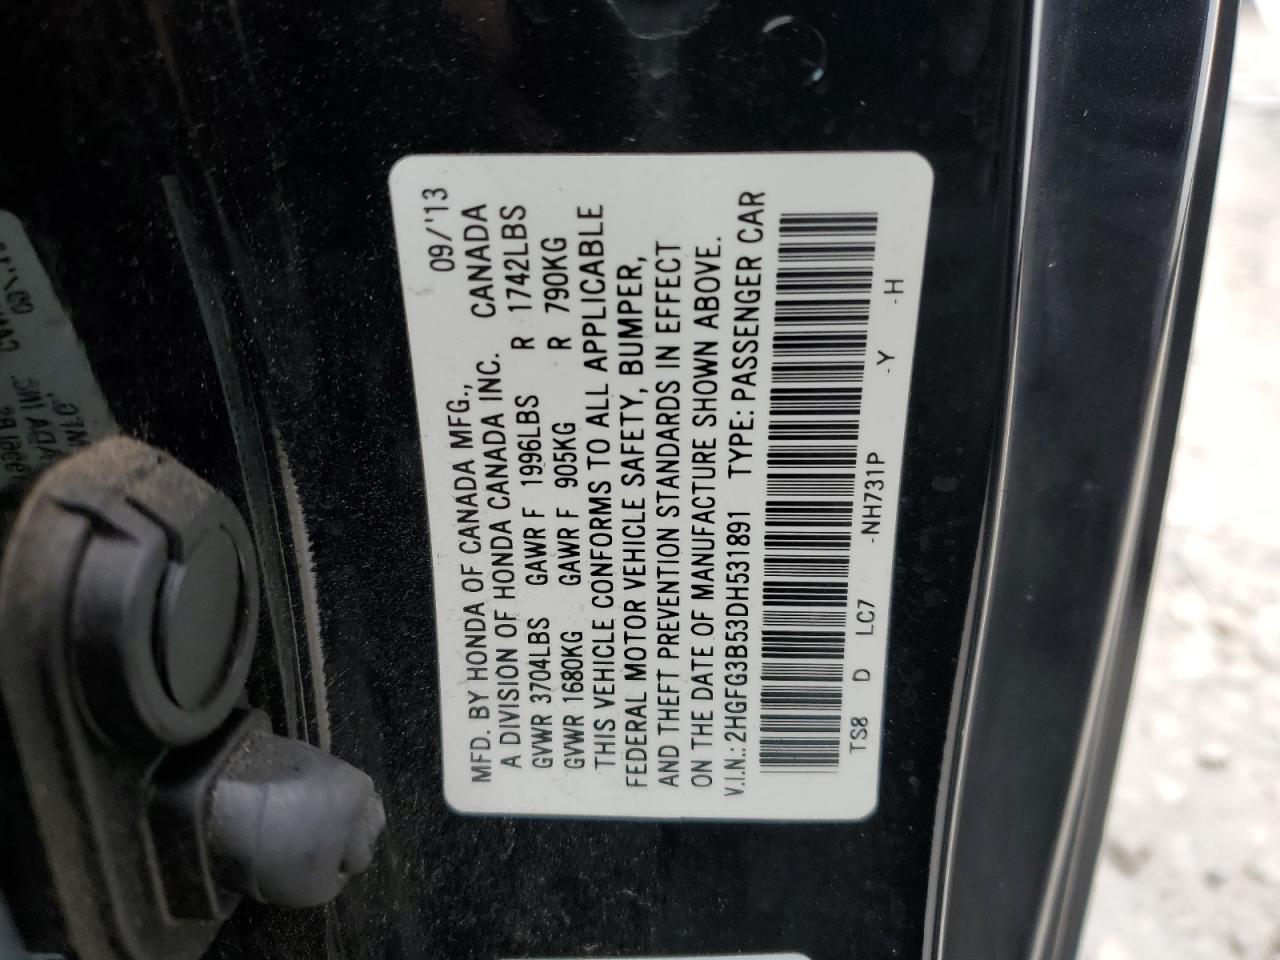 MFD. BY HONDA OF CANADA MFG., 09/'13
A DIVISION OF HONDA CANADA INC. CANADA
GVWR 3704LBS GAWR F 1996LBS R 1742LBS
GVWR 1680KG GAWR F 905KG R 790KG
THIS VEHICLE CONFORMS TO ALL APPLICABLE
FEDERAL MOTOR VEHICLE SAFETY, BUMPER,
AND THEFT PREVENTION STANDARDS IN EFFECT
ON THE DATE OF MANUFACTURE SHOWN ABOVE.
V.I.N.: 2HGFG3B53DH531891 TYPE: PASSENGER CAR
TS8 D LC7 -NH731P -Y -H